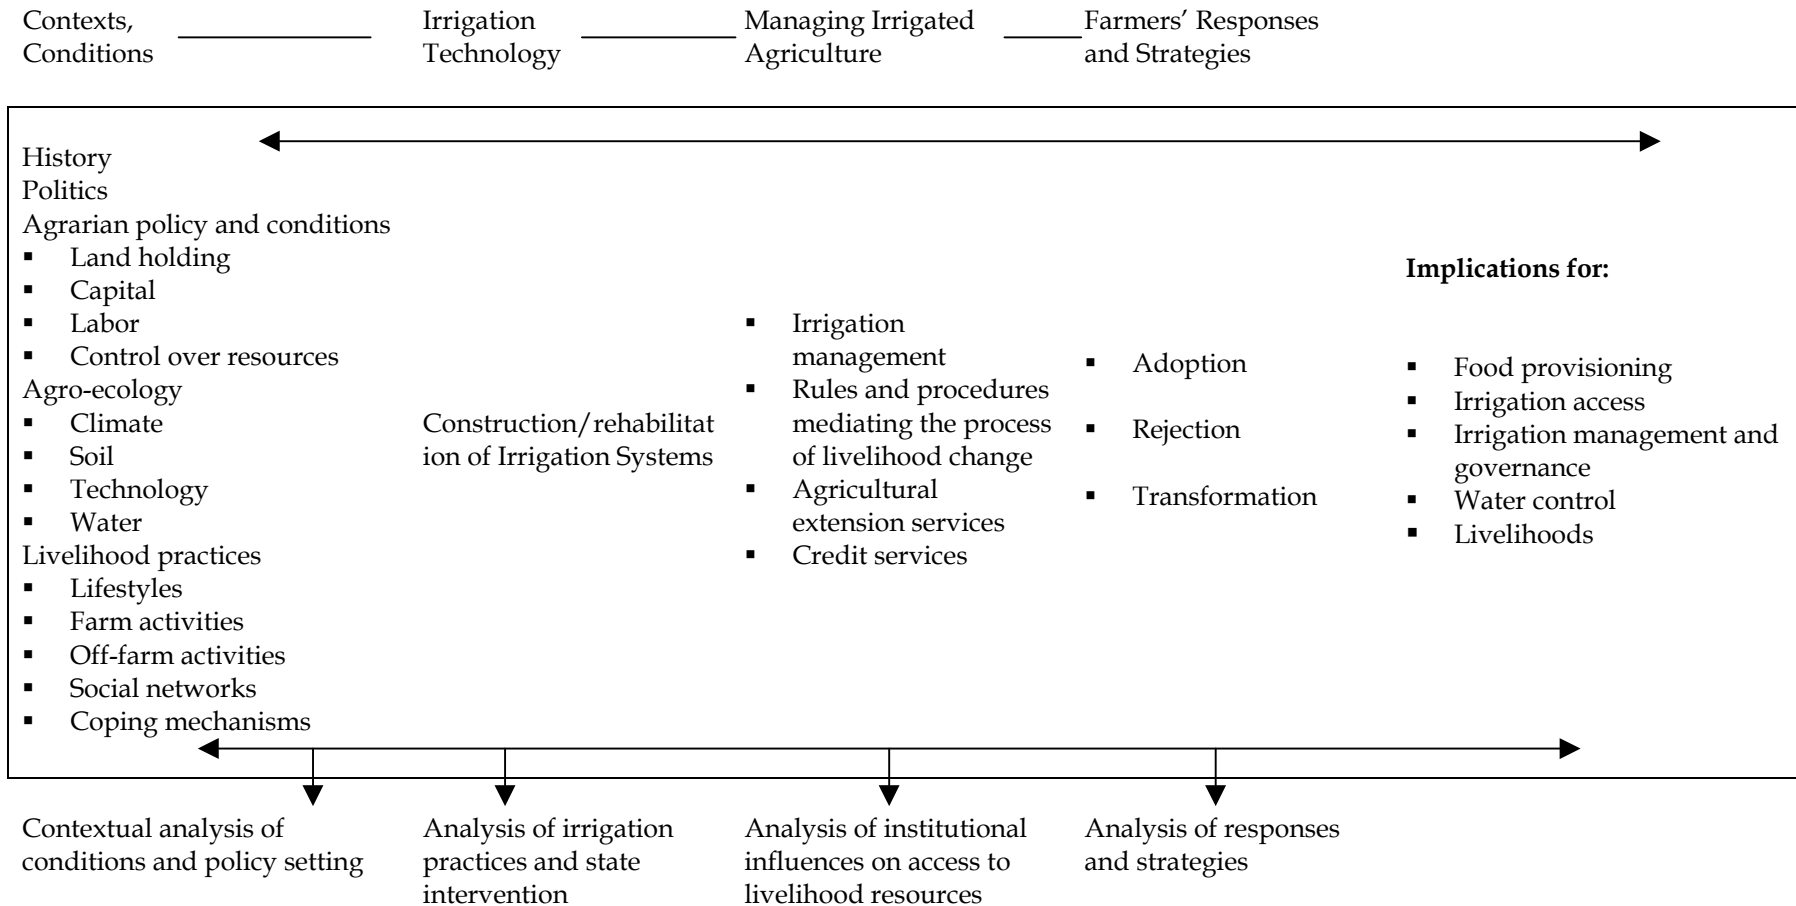 Contexts,
Conditions
Irrigation
Technology
Managing Irrigated
Agriculture
Farmers’ Responses
and Strategies
History
Politics
Agrarian policy and conditions
▪ Land holding
▪ Capital
▪ Labor
▪ Control over resources
Agro-ecology
▪ Climate
▪ Soil
▪ Technology
▪ Water
Livelihood practices
▪ Lifestyles
▪ Farm activities
▪ Off-farm activities
▪ Social networks
▪ Coping mechanisms
Construction/rehabilitat
ion of Irrigation Systems
▪ Irrigation
management
▪ Rules and procedures
mediating the process
of livelihood change
▪ Agricultural
extension services
▪ Credit services
▪ Adoption
▪ Rejection
▪ Transformation
Implications for:
▪ Food provisioning
▪ Irrigation access
▪ Irrigation management and
governance
▪ Water control
▪ Livelihoods
Contextual analysis of
conditions and policy setting
Analysis of irrigation
practices and state
intervention
Analysis of institutional
influences on access to
livelihood resources
Analysis of responses
and strategies